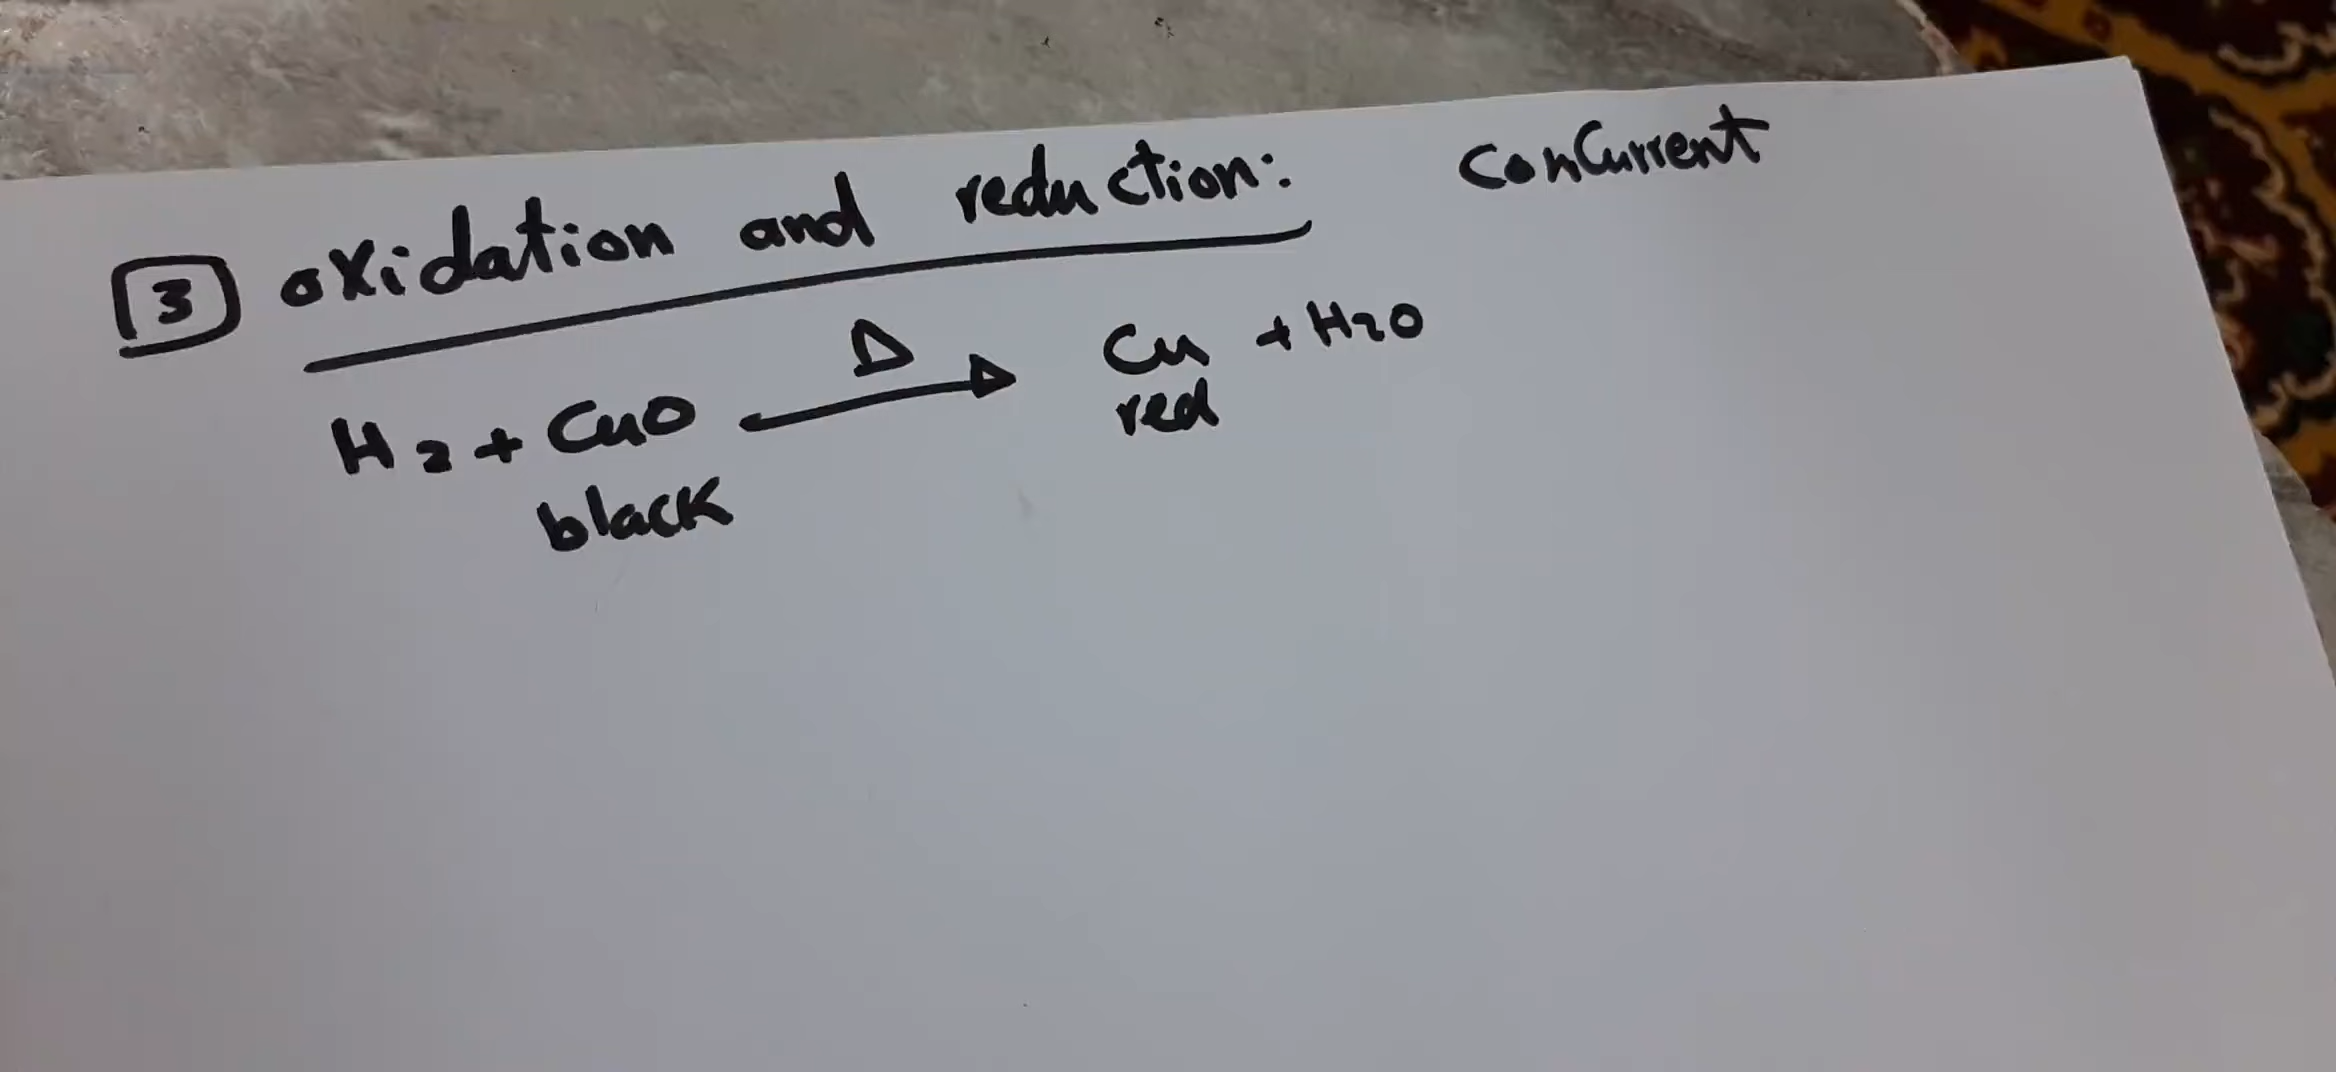 3 oxidation and reduction: Concurrent
H2 + CuO Δ → Cu + H2O
black red